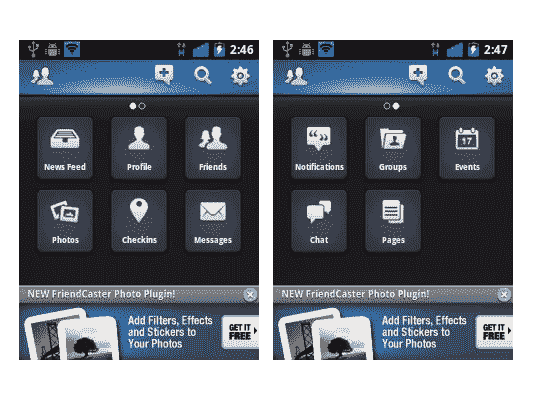 2:46
News Feed
Profile
Friends
Photos
Checkins
Messages
NEW FriendCaster Photo Plugin!
Add Filters, Effects
and Stickers to
Your Photos
GET IT
FREE
2:47
Notifications
Groups
17
Events
Chat
Pages
NEW FriendCaster Photo Plugin!
Add Filters, Effects
and Stickers to
Your Photos
GET IT
FREE